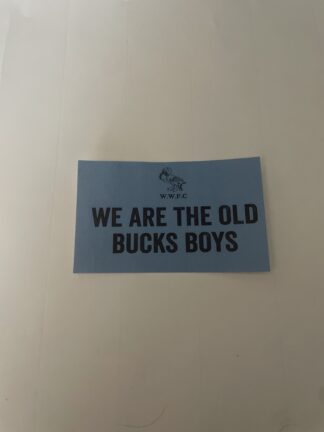 W.W.F.C
WE ARE THE OLD
BUCKS BOYS